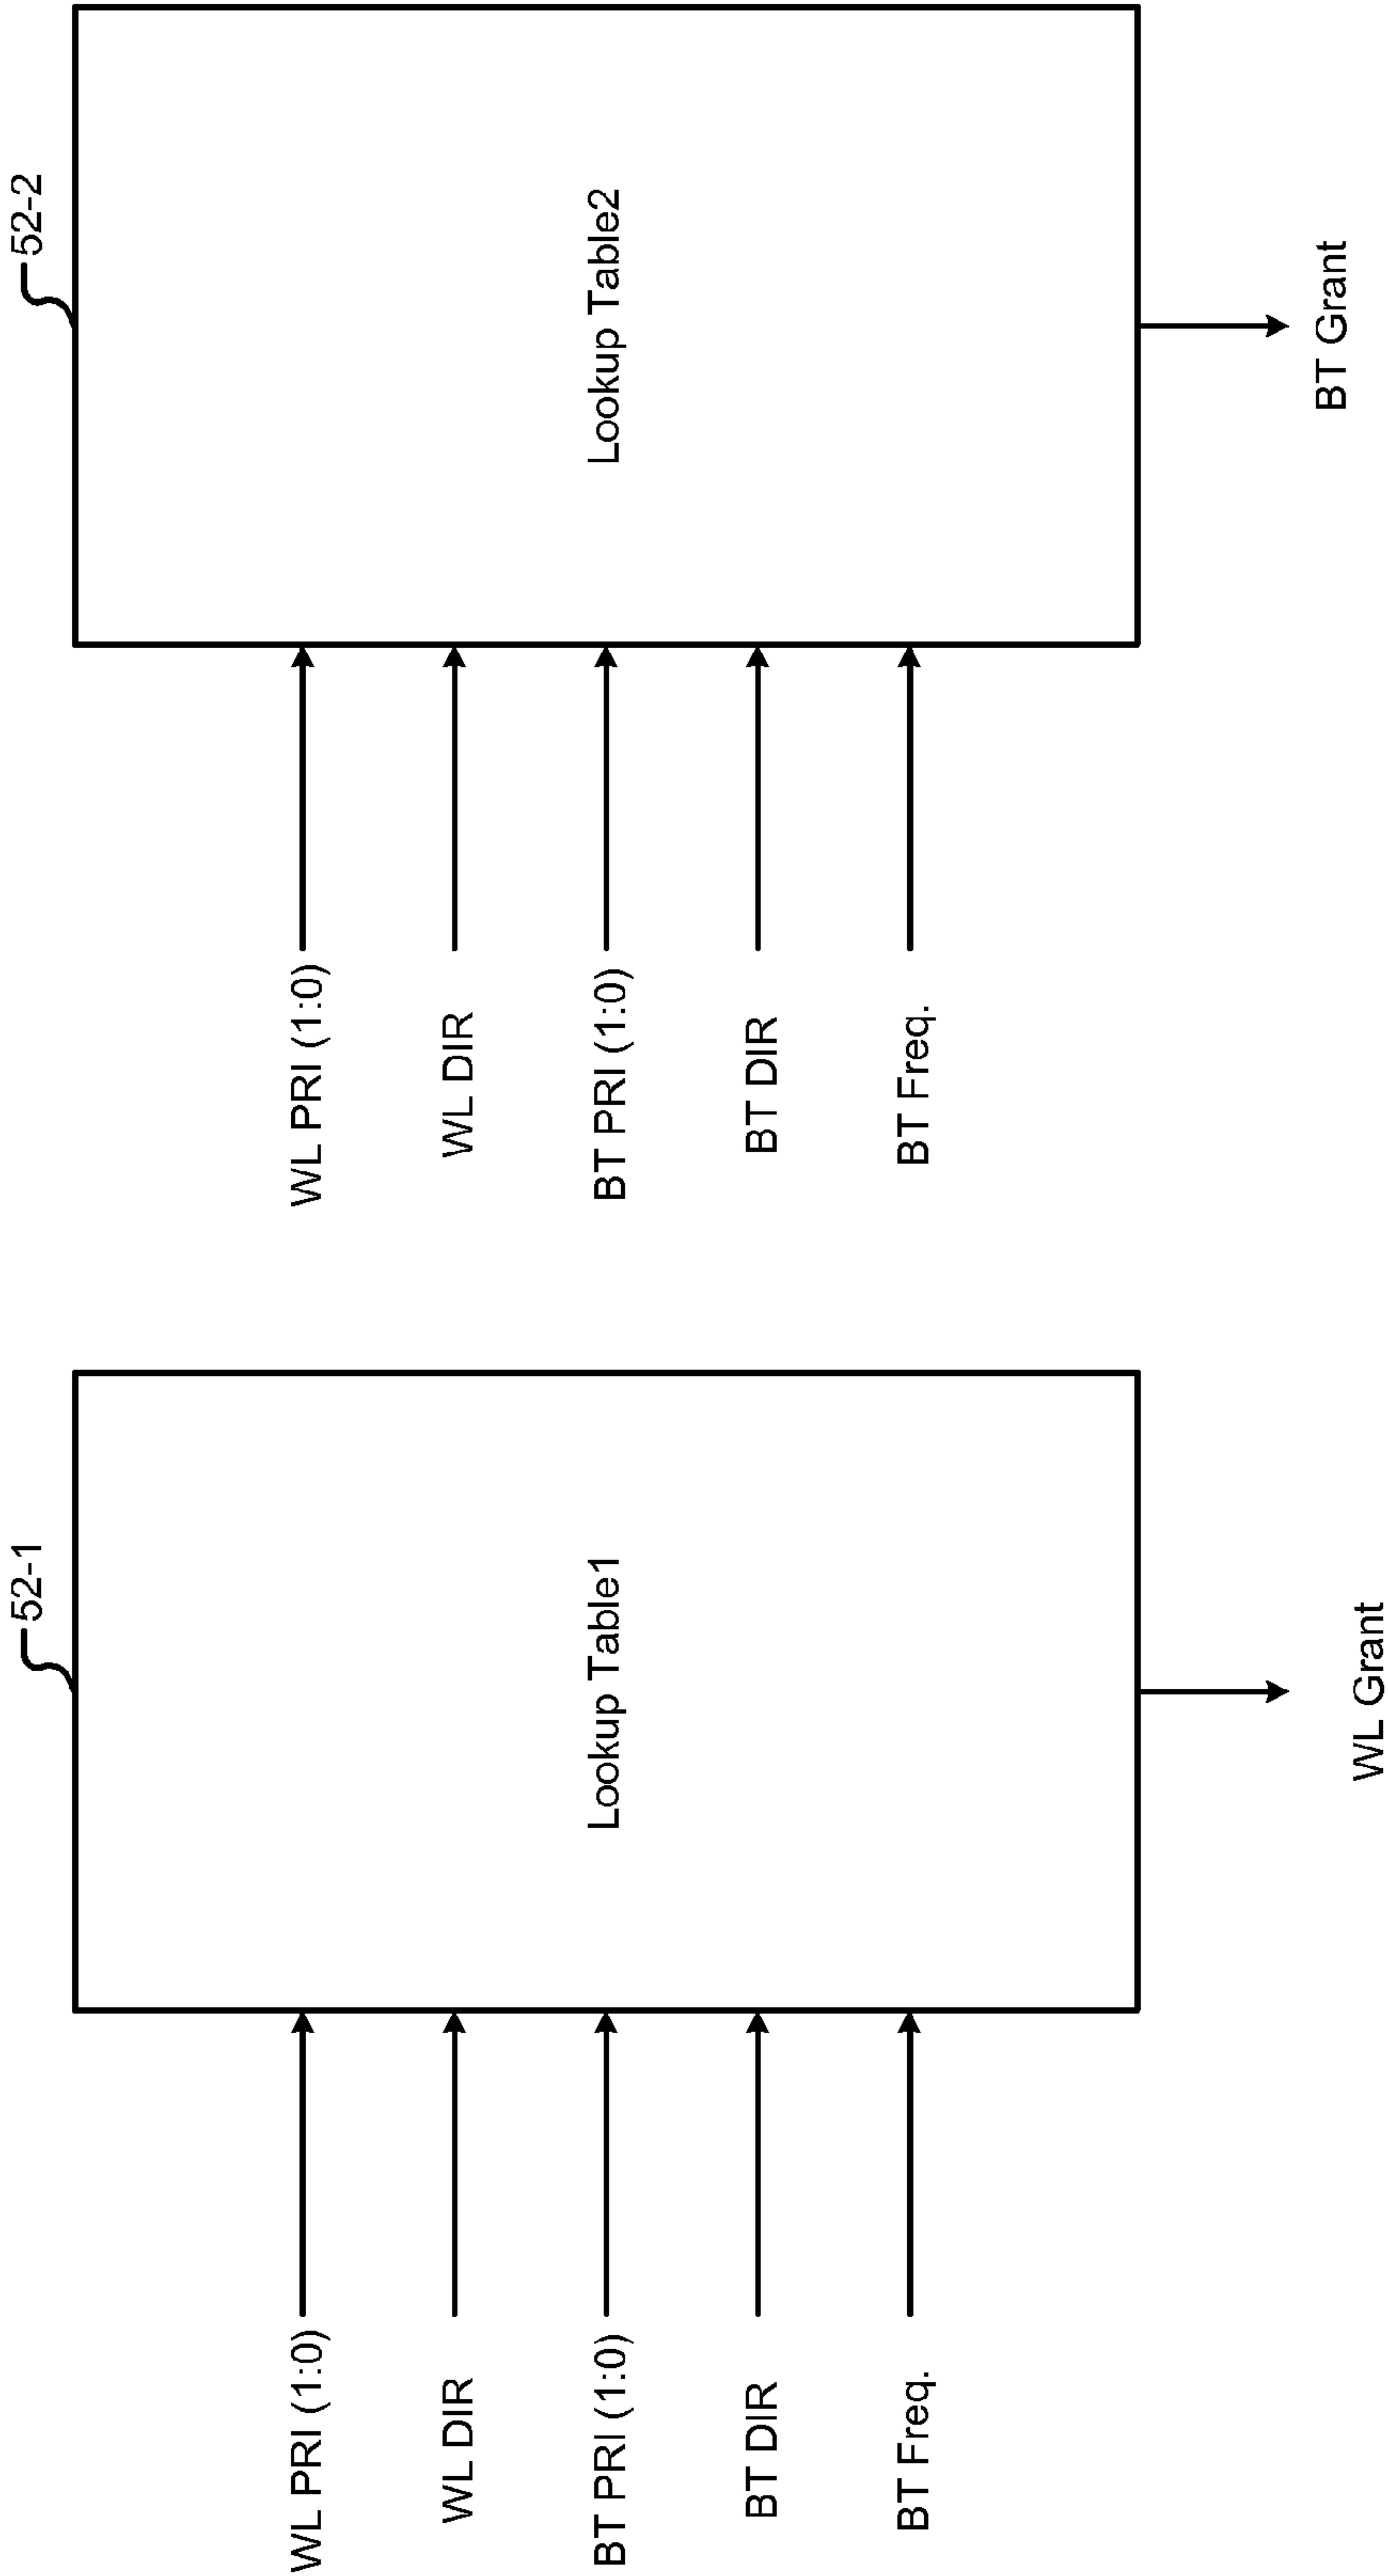 52-1
Lookup Table1
WL PRI (1:0)
WL DIR
BT PRI (1:0)
BT DIR
BT Freq.
WL Grant
52-2
Lookup Table2
WL PRI (1:0)
WL DIR
BT PRI (1:0)
BT DIR
BT Freq.
BT Grant